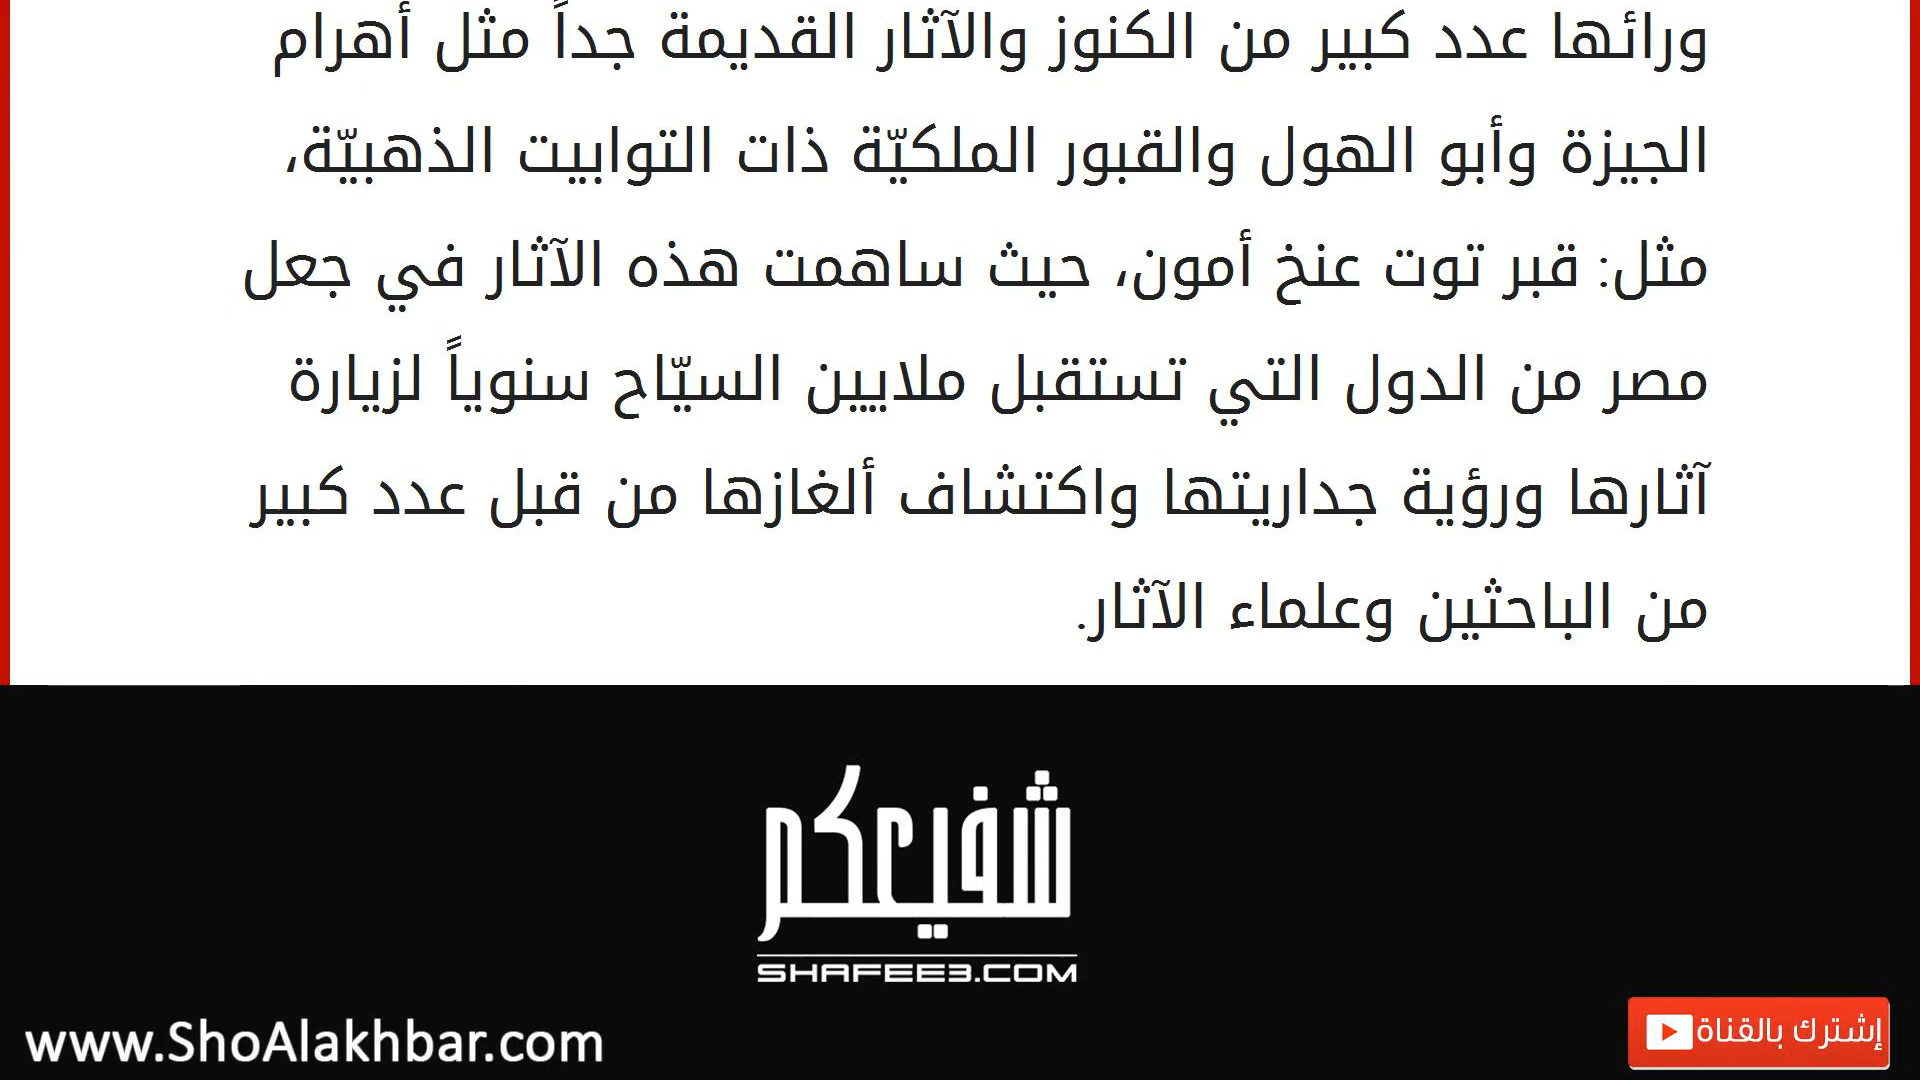 ورائها عدد كبير من الكنوز والآثار القديمة جداً مثل أهرام
الجيزة وأبو الهول والقبور الملكيّة ذات التوابيت الذهبيّة،
مثل: قبر توت عنخ أمون، حيث ساهمت هذه الآثار في جعل
مصر من الدول التي تستقبل ملايين السيّاح سنوياً لزيارة
آثارها ورؤية جداريتها واكتشاف ألغازها من قبل عدد كبير
من الباحثين وعلماء الآثار.
شفيعكم
SHAFEE3.COM
www.ShoAlakhbar.com
إشترك بالقناة